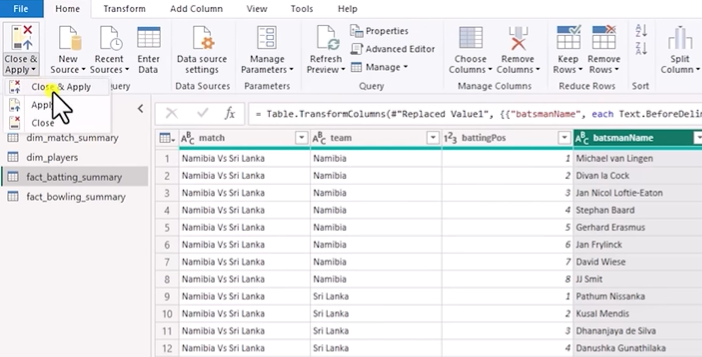 File Home Transform Add Column View Tools Help
Close & Apply
New Source
Recent Sources
Enter Data
Data source settings
Manage Parameters
Refresh Preview
Properties
Advanced Editor
Manage
Choose Columns
Remove Columns
Keep Rows
Remove Rows
Split Column
Data Sources
Parameters
Query
Manage Columns
Reduce Rows
Sort
Close & Apply
Apply
Close
dim_match_summary
dim_players
fact_batting_summary
fact_bowling_summary
= Table.TransformColumns(#"Replaced Value1", {{"batsmanName", each Text.BeforeDelim
match team battingPos batsmanName
1 Namibia Vs Sri Lanka Namibia 1 Michael van Lingen
2 Namibia Vs Sri Lanka Namibia 2 Divan la Cock
3 Namibia Vs Sri Lanka Namibia 3 Jan Nicol Loftie-Eaton
4 Namibia Vs Sri Lanka Namibia 4 Stephan Baard
5 Namibia Vs Sri Lanka Namibia 5 Gerhard Erasmus
6 Namibia Vs Sri Lanka Namibia 6 Jan Frylinck
7 Namibia Vs Sri Lanka Namibia 7 David Wiese
8 Namibia Vs Sri Lanka Namibia 8 JJ Smit
9 Namibia Vs Sri Lanka Sri Lanka 1 Pathum Nissanka
10 Namibia Vs Sri Lanka Sri Lanka 2 Kusal Mendis
11 Namibia Vs Sri Lanka Sri Lanka 3 Dhananjaya de Silva
12 Namibia Vs Sri Lanka Sri Lanka 4 Danushka Gunathilaka